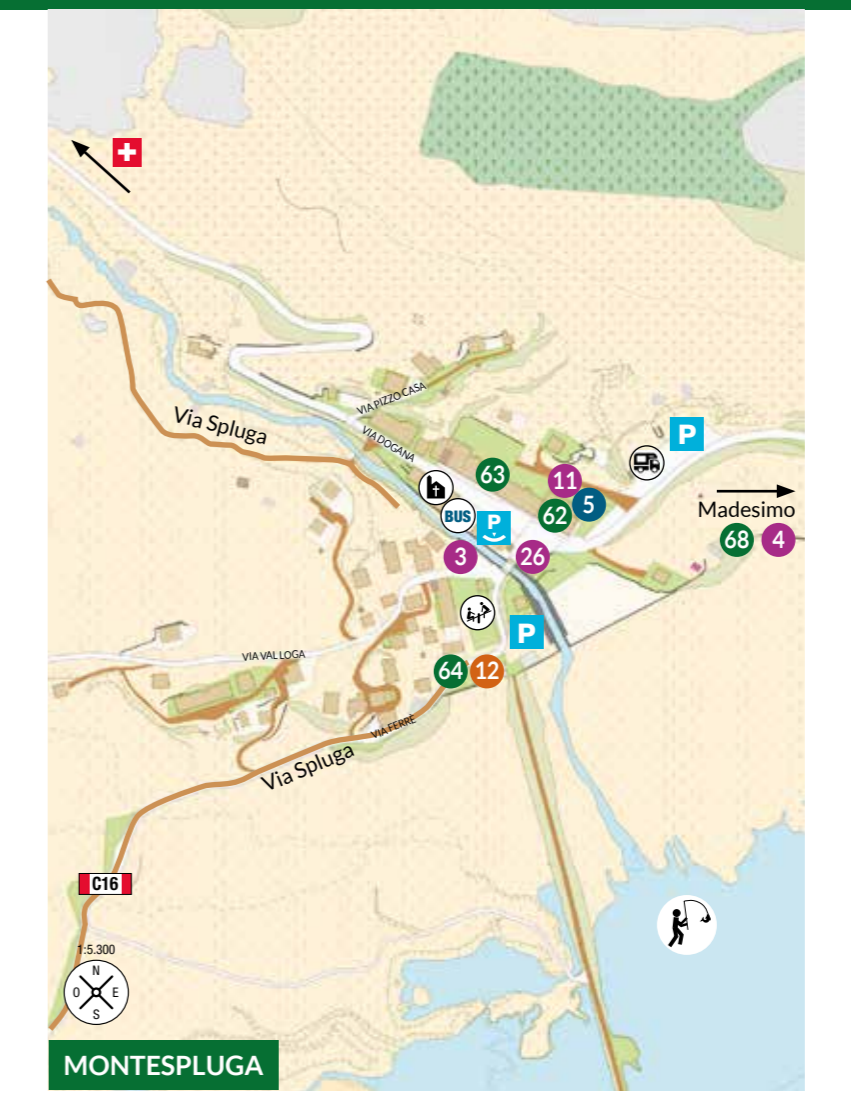 Via Spluga
VIA PIZZO CASA
VIA DOGANA
P
63
11
5
62
BUS
P
Madesimo
68
4
3
26
P
VIA VAL LOGA
64
12
VIA FERRÈ
Via Spluga
C16
1:5.300
N
O
E
S
MONTESPLUGA